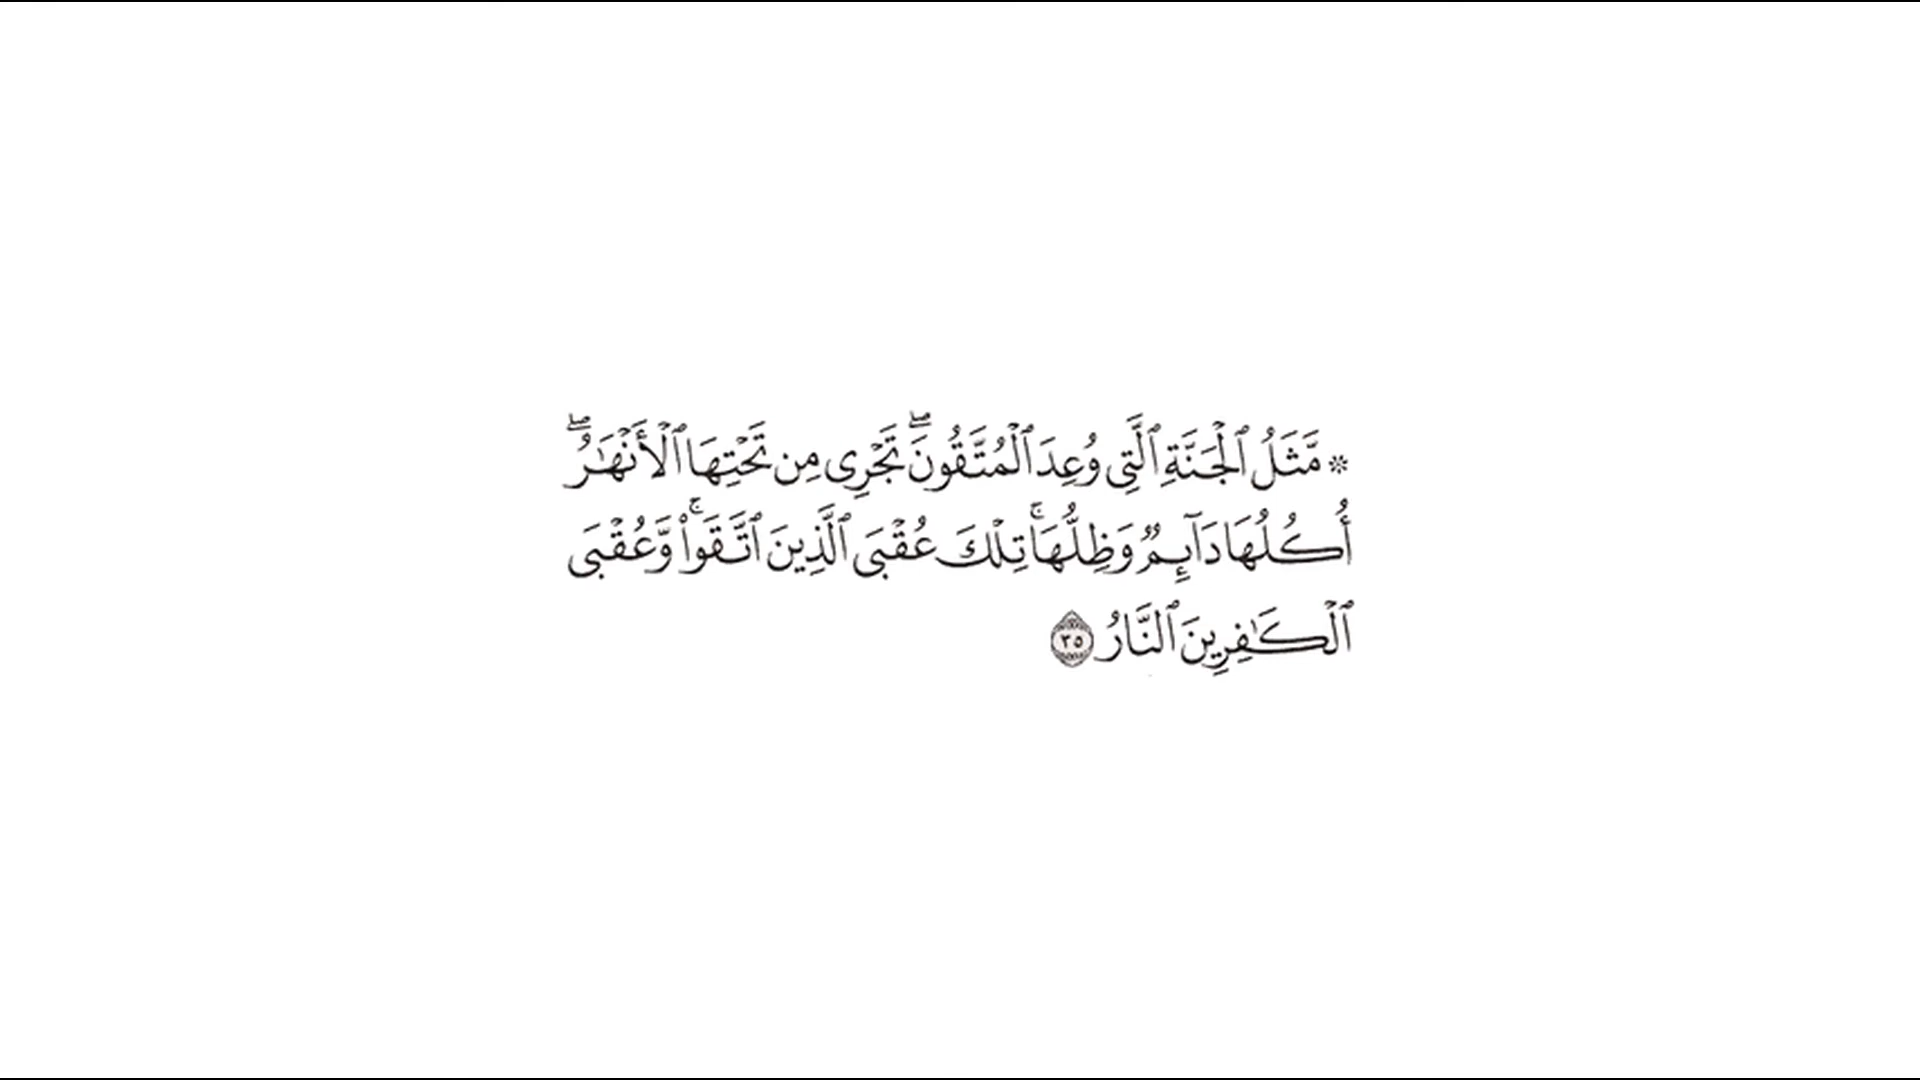 ۞ مَّثَلُ ٱلْجَنَّةِ ٱلَّتِى وُعِدَ ٱلْمُتَّقُونَ ۖ تَجْرِى مِن تَحْتِهَا ٱلْأَنْهَـٰرُ ۖ
أُكُلُهَا دَآئِمٌ وَظِلُّهَا ۚ تِلْكَ عُقْبَى ٱلَّذِينَ ٱتَّقَوا۟ ۚ وَّعُقْبَى
ٱلْكَـٰفِرِينَ ٱلنَّارُ ٣٥